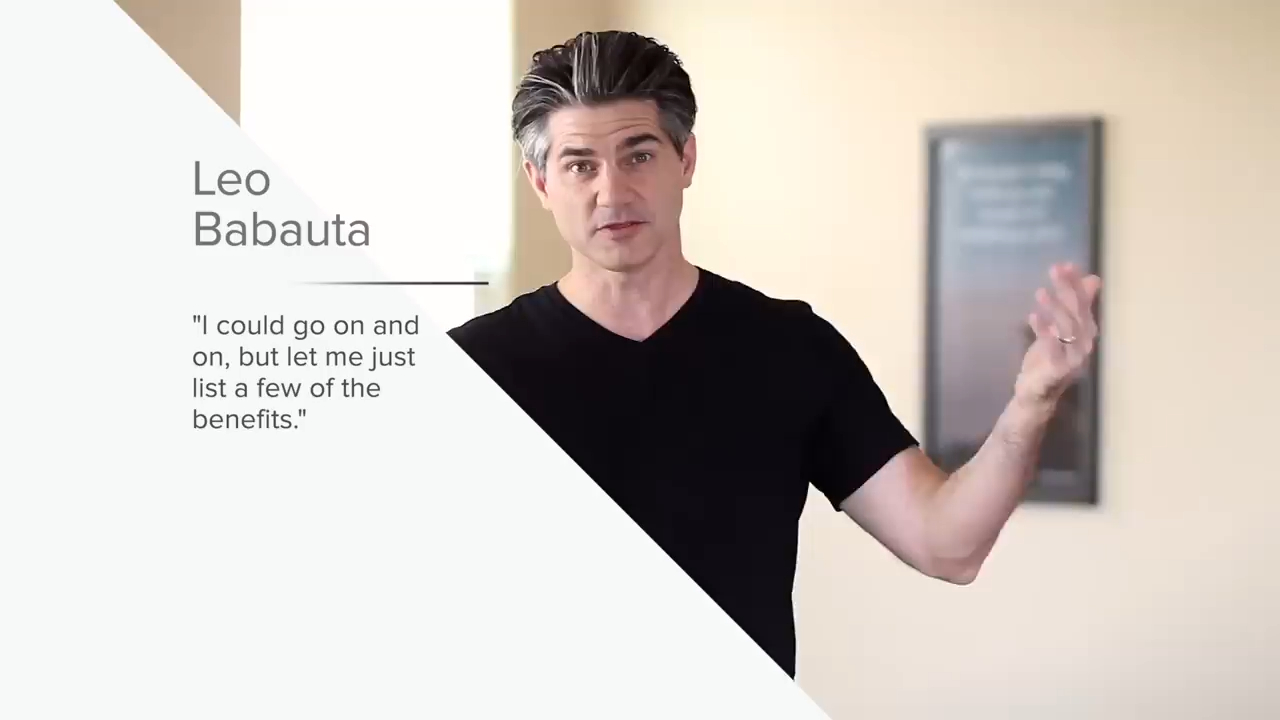 Leo
Babauta
"I could go on and
on, but let me just
list a few of the
benefits."